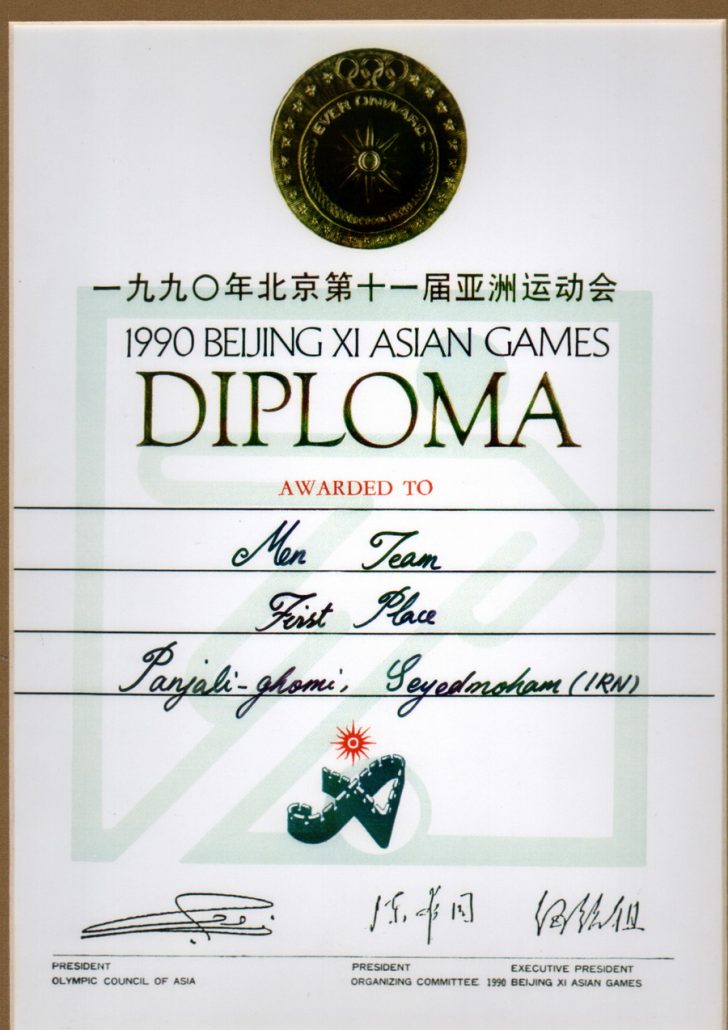 EVER ONWARD
一九九〇年北京第十一届亚洲运动会
1990 BEIJING XI ASIAN GAMES
DIPLOMA
AWARDED TO
Men Team
First Place
Panjali-ghomi, Seyedmoham (IRN)
PRESIDENT
OLYMPIC COUNCIL OF ASIA
PRESIDENT
ORGANIZING COMMITTEE 1990 BEIJING XI ASIAN GAMES
EXECUTIVE PRESIDENT